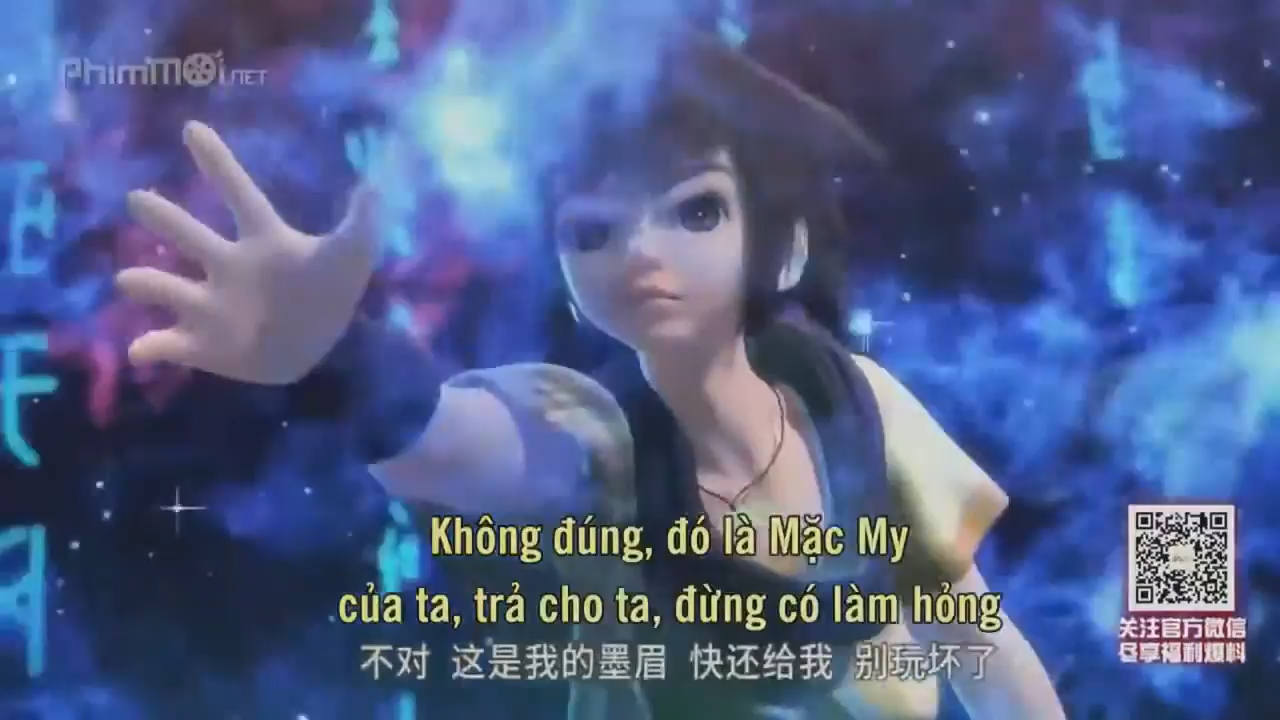 PhimMOi.NET
Không đúng, đó là Mặc My
của ta, trả cho ta, đừng có làm hỏng
不对 这是我的墨眉 快还给我 别玩坏了
关注官方微信
尽享福利爆料